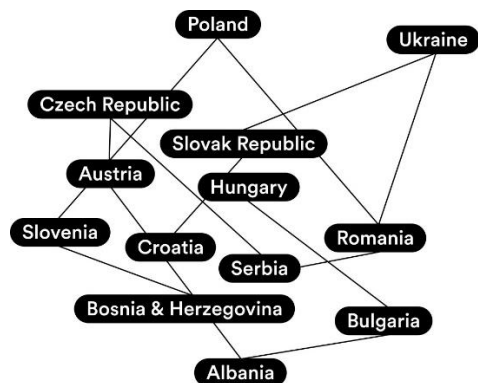 Poland
Ukraine
Czech Republic
Slovak Republic
Austria
Hungary
Slovenia
Croatia
Romania
Serbia
Bosnia & Herzegovina
Bulgaria
Albania